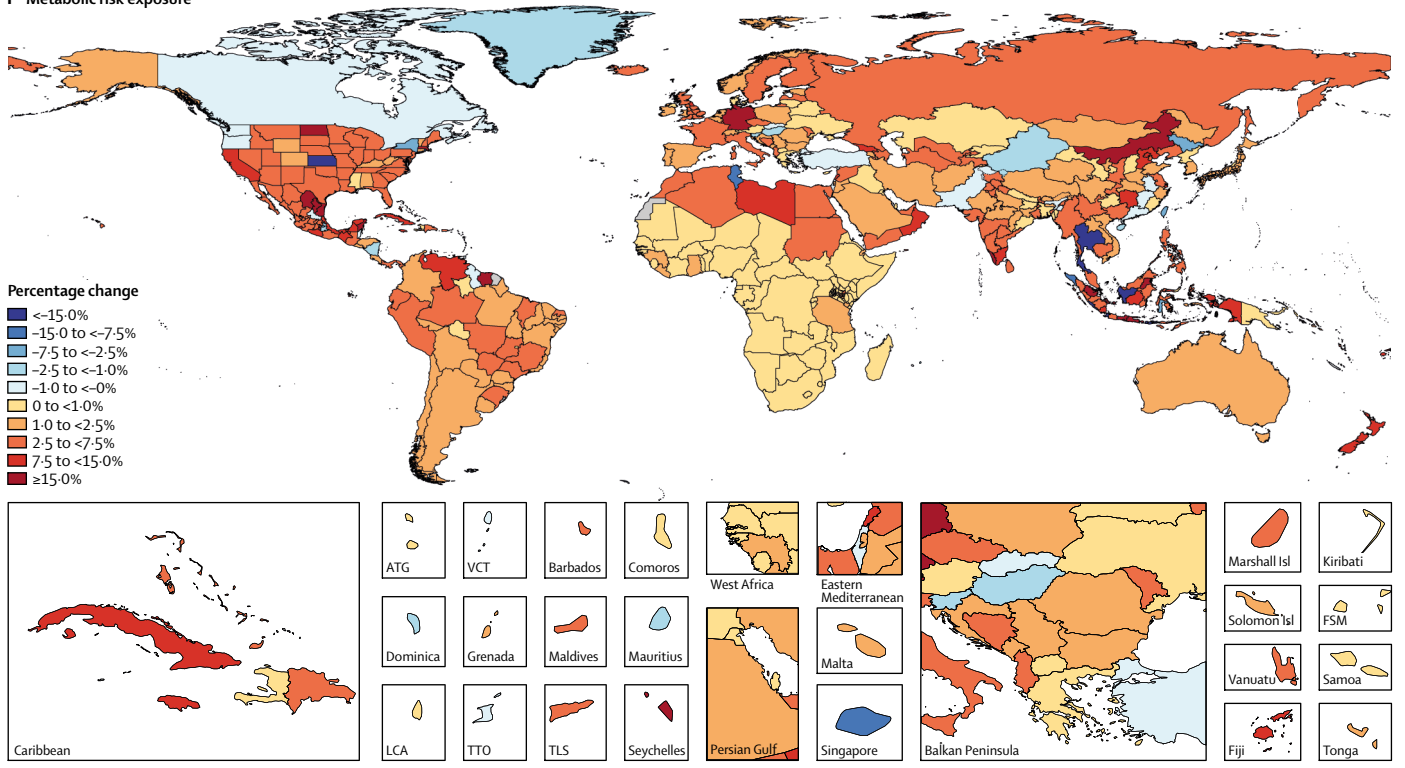 Metabolic risk exposure
Percentage change
<–15·0%
–15·0 to <–7·5%
–7·5 to <–2·5%
–2·5 to <–1·0%
–1·0 to <–0%
0 to <1·0%
1·0 to <2·5%
2·5 to <7·5%
7·5 to <15·0%
≥15·0%
Caribbean
ATG
VCT
Barbados
Comoros
Dominica
Grenada
Maldives
Mauritius
LCA
TTO
TLS
Seychelles
West Africa
Eastern
Mediterranean
Persian Gulf
Malta
Singapore
Balkan Peninsula
Marshall Isl
Kiribati
Solomon Isl
FSM
Vanuatu
Samoa
Fiji
Tonga